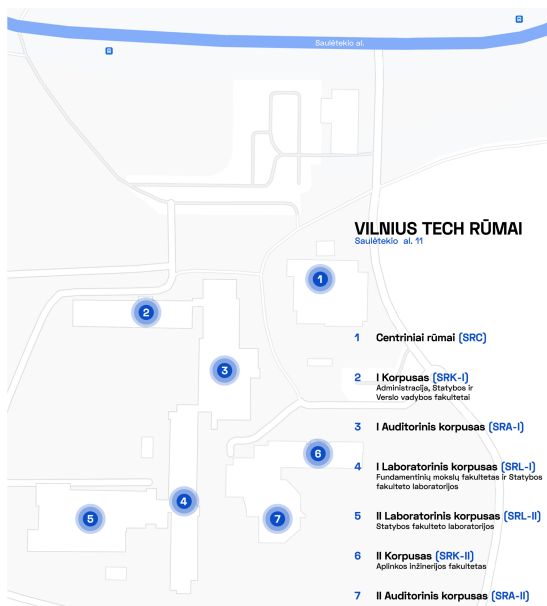 Saulėtekio al.
VILNIUS TECH RŪMAI
Saulėtekio al. 11
1
2
3
4
5
6
7
1 Centriniai rūmai (SRC)
2 I Korpusas (SRK-I)
Administracija, Statybos ir
Verslo vadybos fakultetai
3 I Auditorinis korpusas (SRA-I)
4 I Laboratorinis korpusas (SRL-I)
Fundamentinių mokslų fakultetas ir Statybos
fakulteto laboratorijos
5 II Laboratorinis korpusas (SRL-II)
Statybos fakulteto laboratorijos
6 II Korpusas (SRK-II)
Aplinkos inžinerijos fakultetas
7 II Auditorinis korpusas (SRA-II)